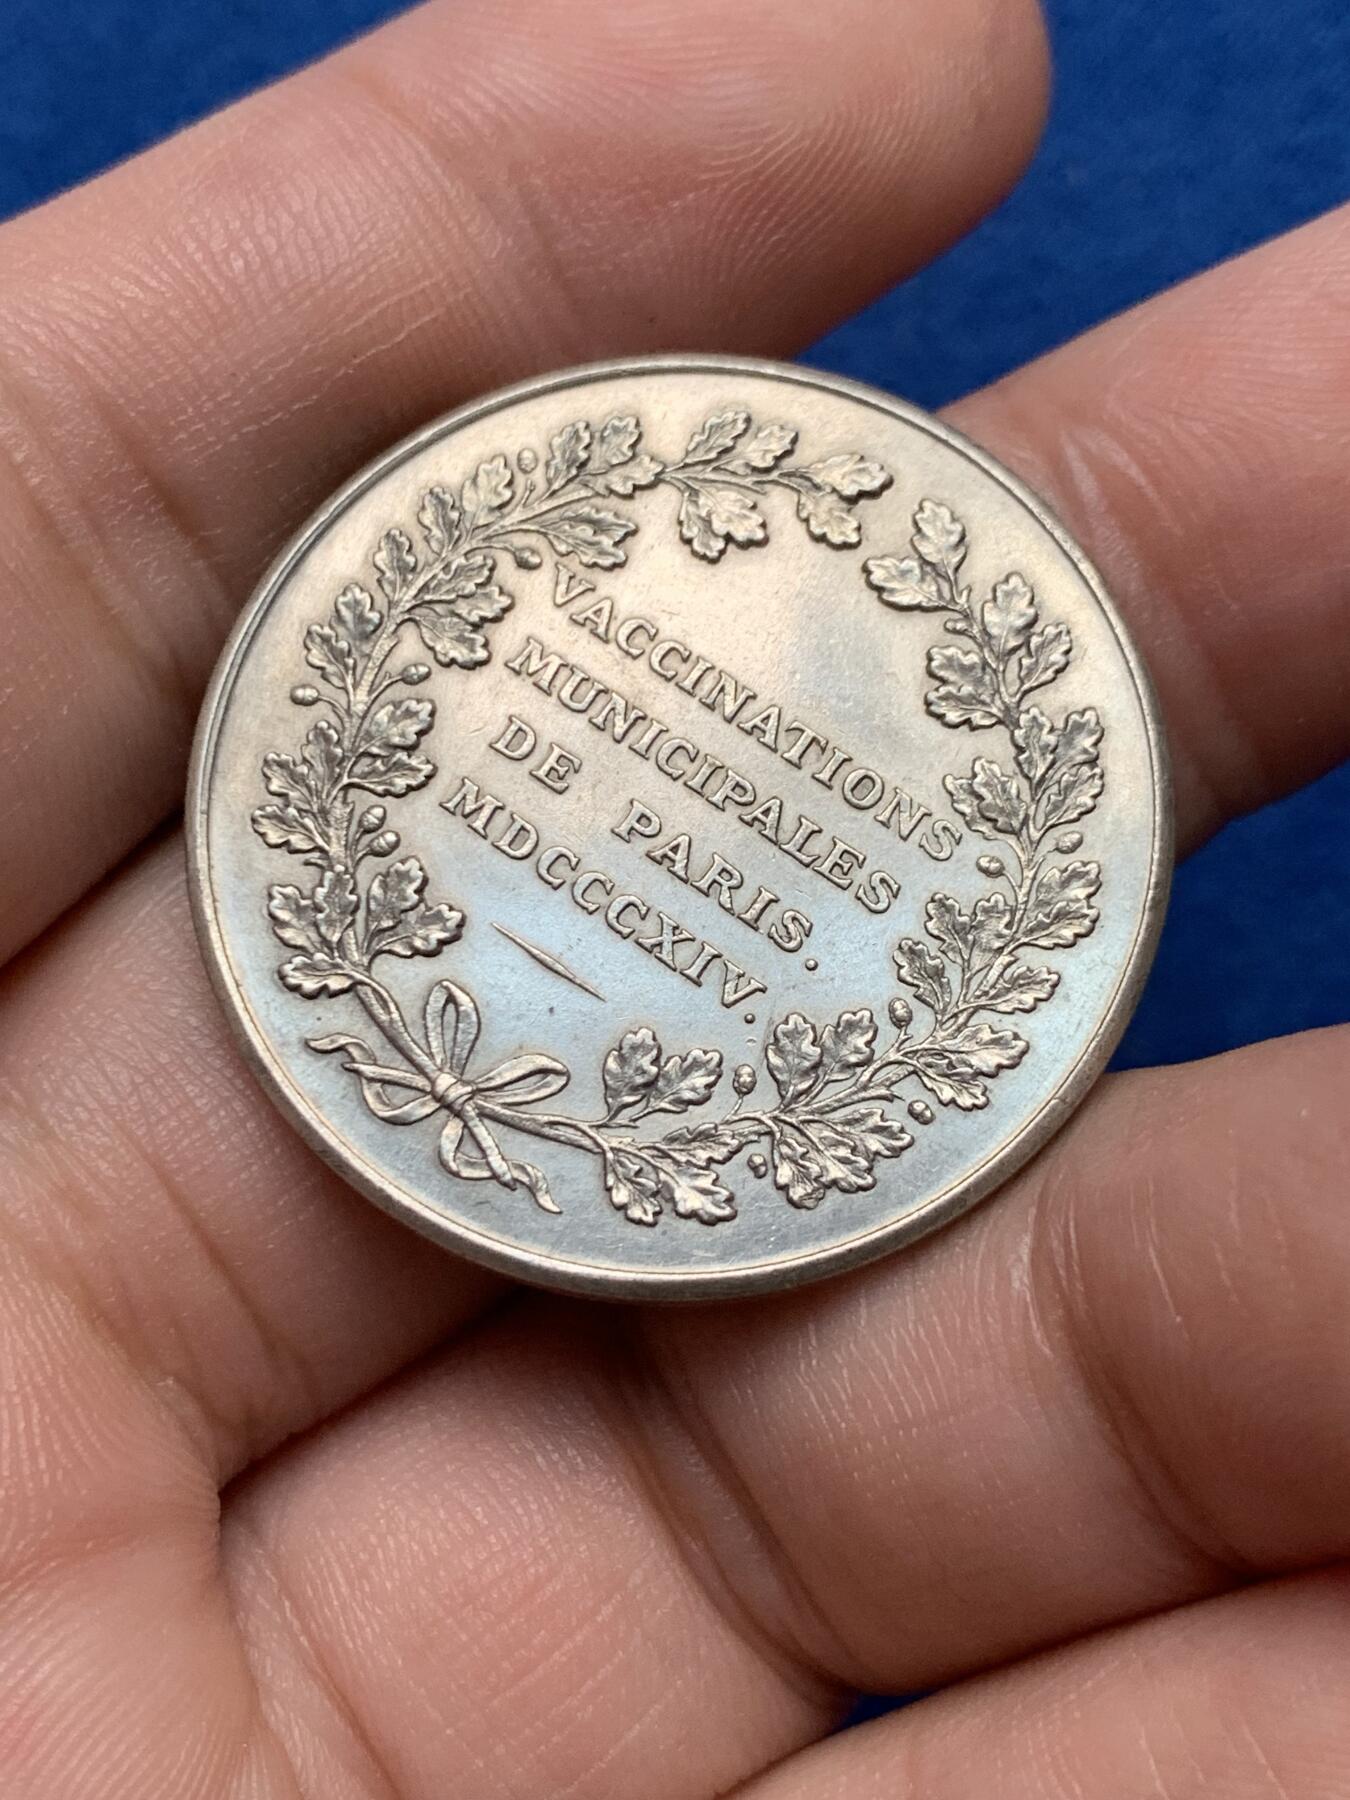 VACCINATIONS
MUNICIPALES
DE PARIS.
MDCCCXIV.